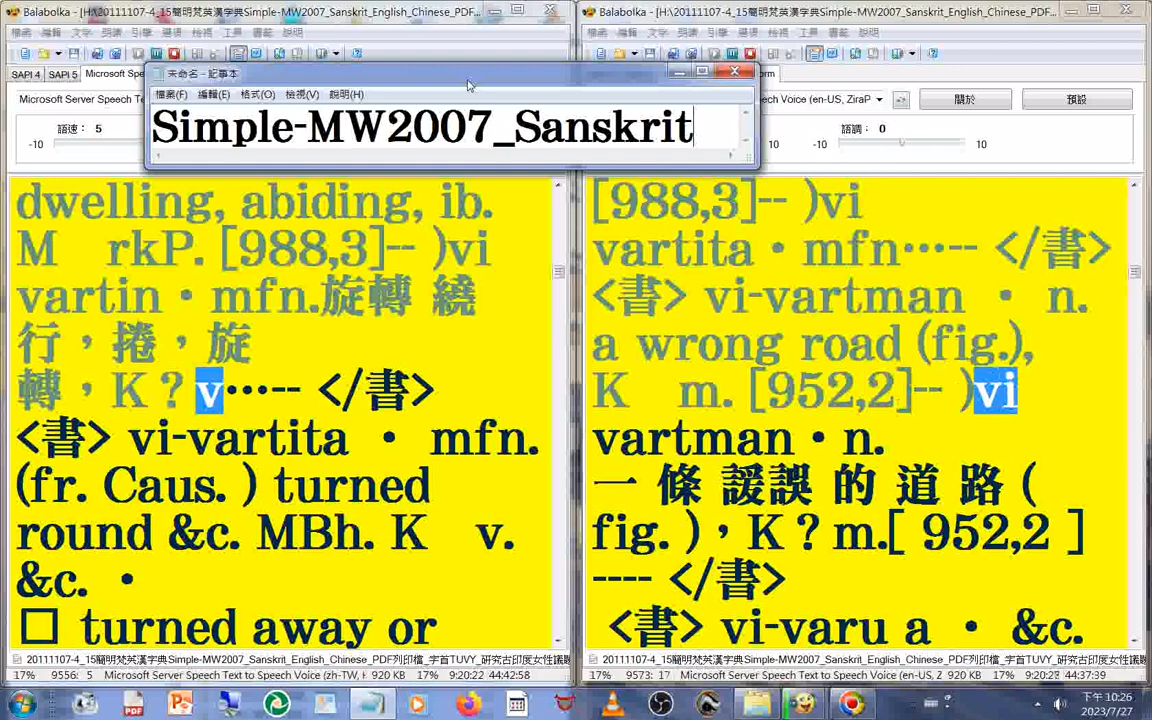 Balabolka - [H:\20111107-4_15簡明梵英漢字典Simple-MW2007_Sanskrit_English_Chinese_PDF...
Balabolka - [H:\20111107-4_15簡明梵英漢字典Simple-MW2007_Sanskrit_English_Chinese_PDF...
SAPI 4
SAPI 5
Microsoft Sp
未命名 - 記事本
檔案(F) 編輯(E) 格式(O) 檢視(V) 說明(H)
Simple-MW2007_Sanskrit
Microsoft Server Speech T
語速： 5
-10
ech Voice (en-US, ZiraP
關於
預設
語調： 0
-10
10
dwelling, abiding, ib.
M rkP. [988,3]-- )vi
vartin・mfn.旋轉 繞
行，捲，旋
轉，K？v…-- </書>
<書> vi-vartita ・ mfn.
(fr. Caus. ) turned
round &c. MBh. K v.
&c. ・
□ turned away or
[988,3]-- )vi
vartita・mfn…-- </書>
<書> vi-vartman ・ n.
a wrong road (fig.),
K m. [952,2]-- )vi
vartman・n.
一 條 誤 的 道 路 (
fig. )，K？m.[ 952,2 ]
---- </書>
<書> vi-varu a ・ &c.
20111107-4_15簡明梵英漢字典Simple-MW2007_Sanskrit_English_Chinese_PDF列印檔_字首TUVY_研究古印度女性議題
20111107-4_15簡明梵英漢字典Simple-MW2007_Sanskrit_English_Chinese_PDF列印檔_字首TUVY_研究古印度女性議題
17% 9556: 5 Microsoft Server Speech Text to Speech Voice (zh-TW, 920 KB 17% 9:20:22 44:42:58
17% 9573: 17 Microsoft Server Speech Text to Speech Voice (en-US, Z 920 KB 17% 9:20:27 44:37:39
下午 10:26
2023/7/27